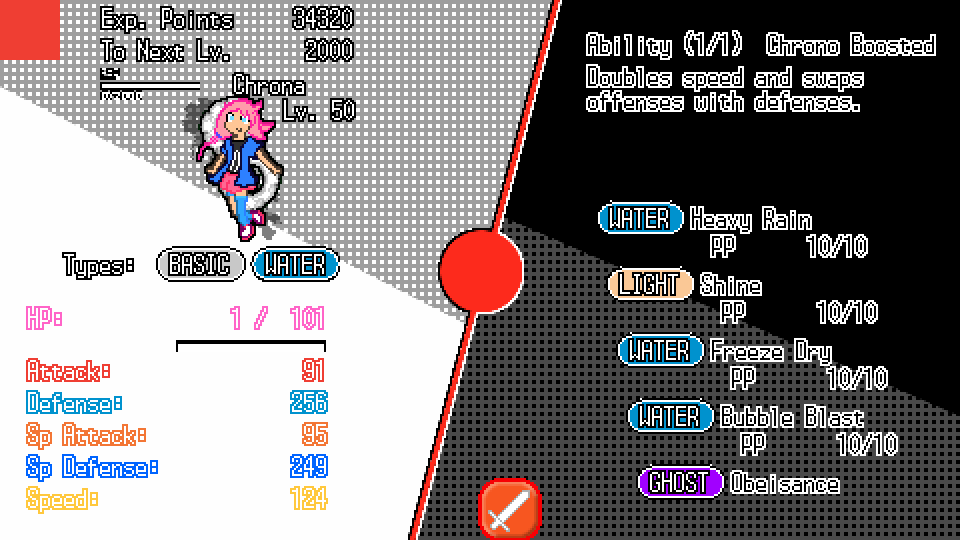 Exp. Points 34320
To Next Lv. 2000
Chrona
Lv. 50
Types: BASIC WATER
HP: 1 / 101
Attack: 91
Defense: 256
Sp Attack: 95
Sp Defense: 249
Speed: 124
Ability (1/1) Chrono Boosted
Doubles speed and swaps
offenses with defenses.
WATER Heavy Rain
PP 10/10
LIGHT Shine
PP 10/10
WATER Freeze Dry
PP 10/10
WATER Bubble Blast
PP 10/10
GHOST Obeisance